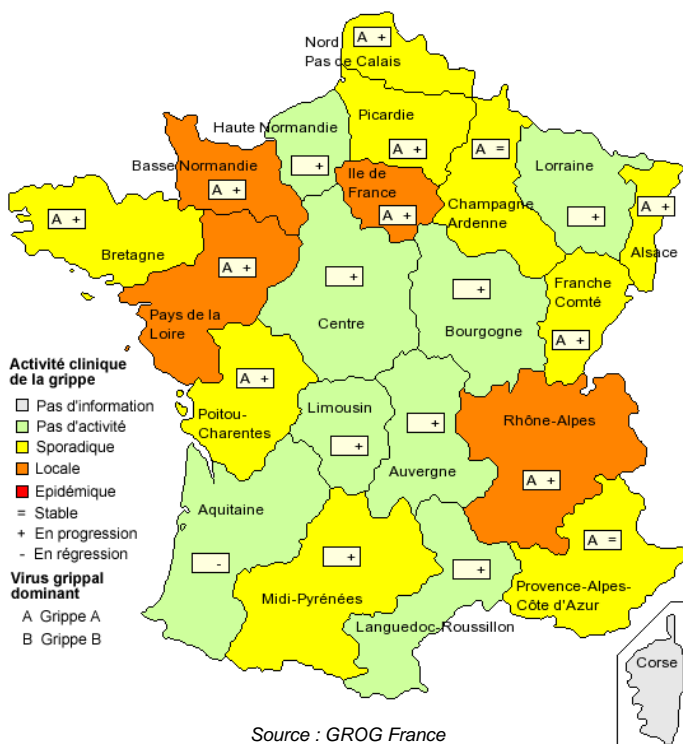 Nord
Pas de Calais
A +
Picardie
A +
Haute Normandie
+
Basse Normandie
A +
Ile de
France
A +
A =
Champagne
Ardenne
Lorraine
+
A +
Alsace
A +
Bretagne
A +
Pays de la
Loire
+
Centre
+
Bourgogne
Franche
Comté
A +
A +
Poitou-
Charentes
Limousin
+
+
Auvergne
Rhône-Alpes
A +
Aquitaine
-
+
Midi-Pyrénées
+
Languedoc-Roussillon
A =
Provence-Alpes-
Côte d'Azur
Corse
Activité clinique
de la grippe
Pas d'information
Pas d'activité
Sporadique
Locale
Epidémique
= Stable
+ En progression
- En régression
Virus grippal
dominant
A Grippe A
B Grippe B
Source : GROG France